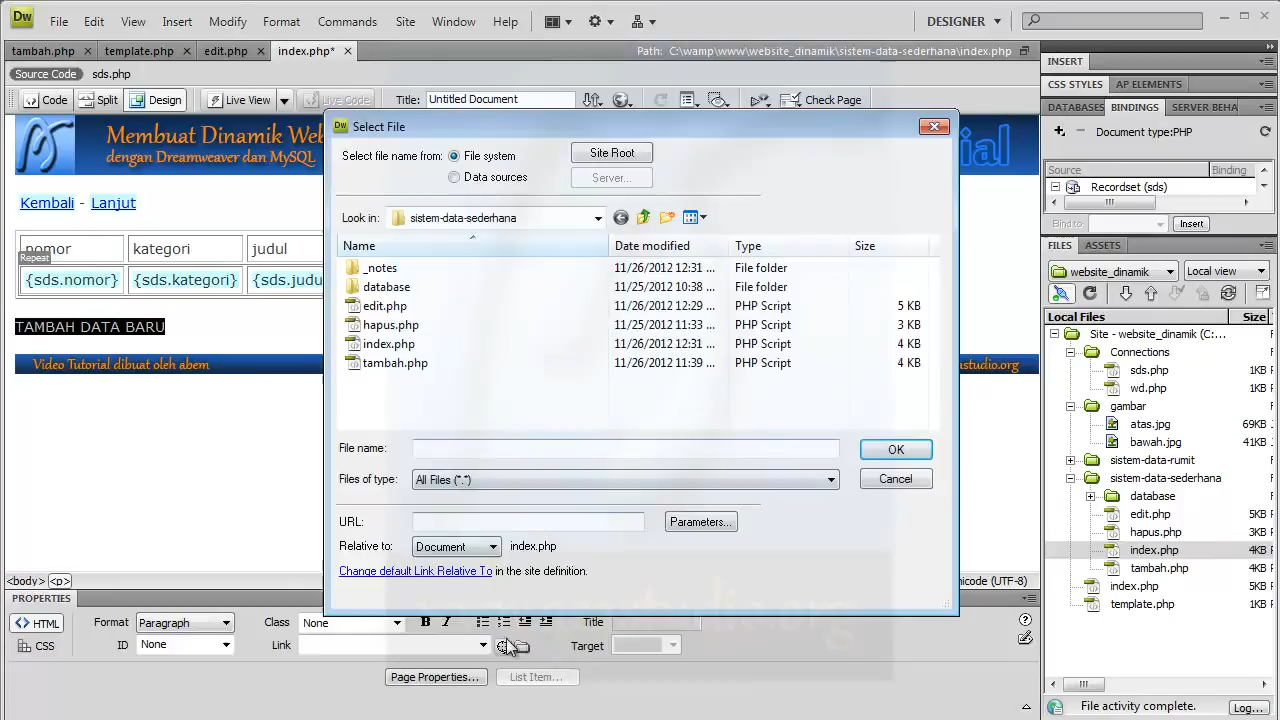 Dw File Edit View Insert Modify Format Commands Site Window Help DESIGNER
tambah.php template.php edit.php index.php* Path: C:\wamp\www\website_dinamik\sistem-data-sederhana\index.php
Source Code sds.php
Code Split Design Live View Live Code Title: Untitled Document Check Page
Membuat Dinamik Web
dengan Dreamweaver dan MySQL
ial
Kembali - Lanjut
nomor kategori judul
Repeat
{sds.nomor} {sds.kategori} {sds.judu
TAMBAH DATA BARU
Video Tutorial dibuat oleh abem
nstudio.org
Dw Select File
Select file name from: File system Site Root
Data sources Server...
Look in: sistem-data-sederhana
Name Date modified Type Size
_notes 11/26/2012 12:31 ... File folder
database 11/25/2012 10:38 ... File folder
edit.php 11/26/2012 12:29 ... PHP Script 5 KB
hapus.php 11/25/2012 11:33 ... PHP Script 3 KB
index.php 11/26/2012 12:31 ... PHP Script 4 KB
tambah.php 11/26/2012 11:39 ... PHP Script 4 KB
File name: OK
Files of type: All Files (*.*) Cancel
URL: Parameters...
Relative to: Document index.php
Change default Link Relative To in the site definition.
<body> <p> nicode (UTF-8)
PROPERTIES
HTML Format Paragraph Class None B I Title
CSS ID None Link Target
Page Properties... List Item...
INSERT
CSS STYLES AP ELEMENTS
DATABASES BINDINGS SERVER BEHA
Document type:PHP
Source Binding
Recordset (sds)
Bind to: Insert
FILES ASSETS
website_dinamik Local view
Local Files Size
Site - website_dinamik (C:...
Connections
sds.php 1KB
wd.php 1KB
gambar
atas.jpg 69KB
bawah.jpg 41KB
sistem-data-rumit
sistem-data-sederhana
database
edit.php 5KB
hapus.php 3KB
index.php 4KB
tambah.php 4KB
index.php 5KB
template.php 3KB
File activity complete. Log...